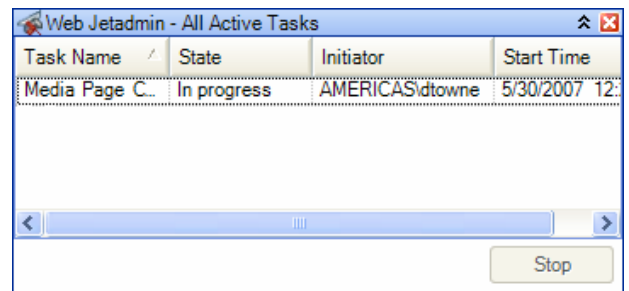 Web Jetadmin - All Active Tasks
Task Name State Initiator Start Time
Media Page C... In progress AMERICAS\dtowne 5/30/2007 12:
Stop